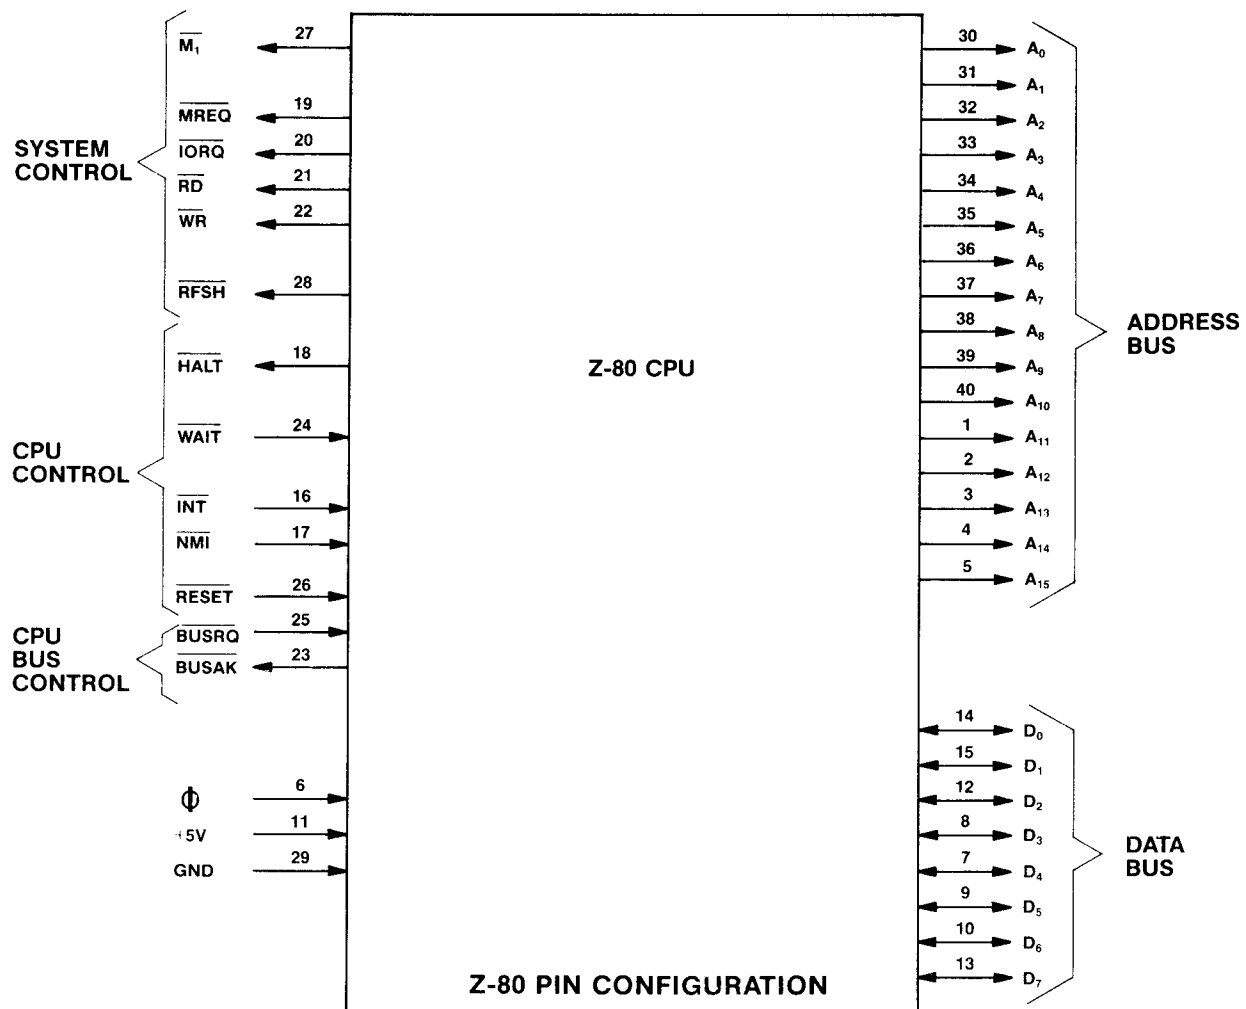 SYSTEM
CONTROL
M₁ 27
MREQ 19
IORQ 20
RD 21
WR 22
RFSH 28
CPU
CONTROL
HALT 18
WAIT 24
INT 16
NMI 17
RESET 26
CPU
BUS
CONTROL
BUSRQ 25
BUSAK 23
Φ 6
+5V 11
GND 29
Z-80 CPU
30 A₀
31 A₁
32 A₂
33 A₃
34 A₄
35 A₅
36 A₆
37 A₇
38 A₈
39 A₉
40 A₁₀
1 A₁₁
2 A₁₂
3 A₁₃
4 A₁₄
5 A₁₅
ADDRESS
BUS
14 D₀
15 D₁
12 D₂
8 D₃
7 D₄
9 D₅
10 D₆
13 D₇
DATA
BUS
Z-80 PIN CONFIGURATION